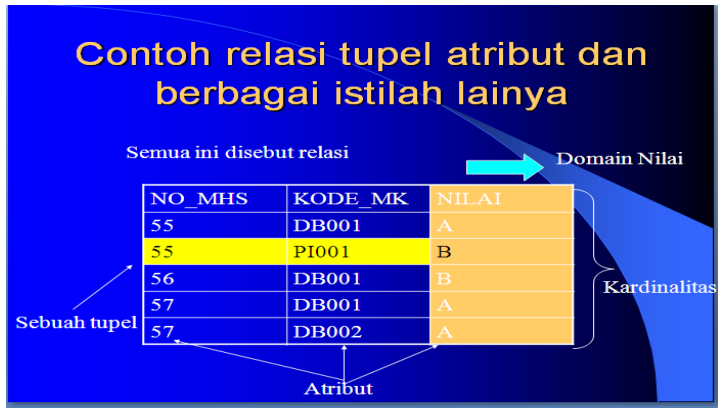 Contoh relasi tupel atribut dan
berbagai istilah lainya
Semua ini disebut relasi
Domain Nilai
NO_MHS KODE_MK NILAI
55 DB001 A
55 PI001 B
56 DB001 B
57 DB001 A
57 DB002 A
Kardinalitas
Sebuah tupel
Atribut